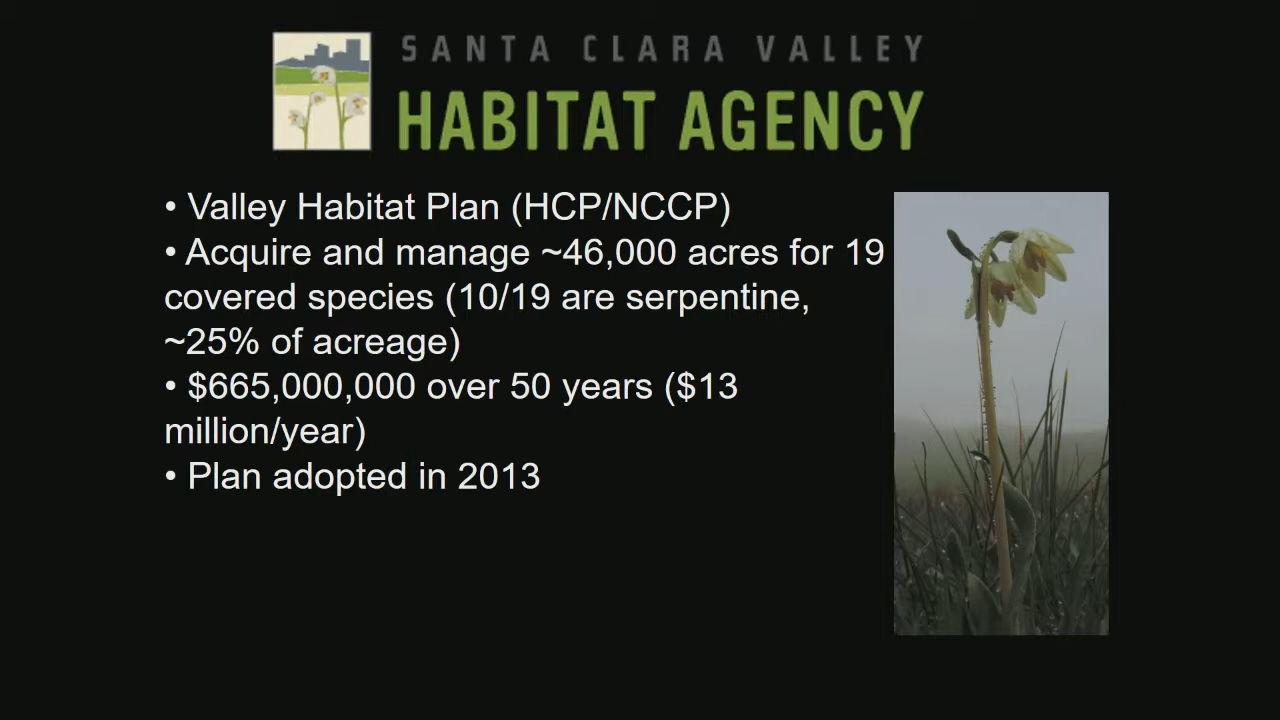 SANTA CLARA VALLEY
HABITAT AGENCY
• Valley Habitat Plan (HCP/NCCP)
• Acquire and manage ~46,000 acres for 19
covered species (10/19 are serpentine,
~25% of acreage)
• $665,000,000 over 50 years ($13
million/year)
• Plan adopted in 2013